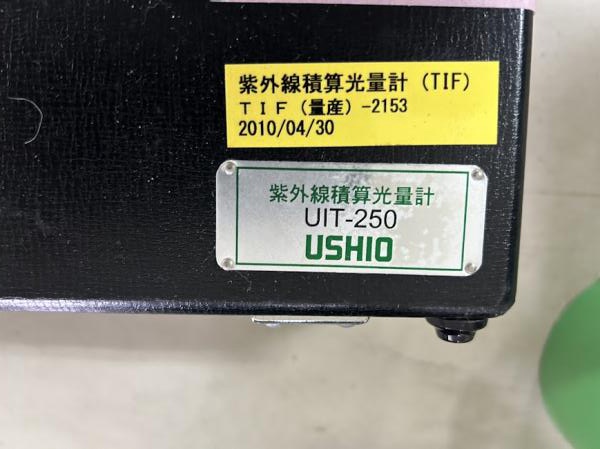 紫外線積算光量計（TIF）
ＴＩＦ（量産）-2153
2010/04/30
紫外線積算光量計
UIT-250
USHIO